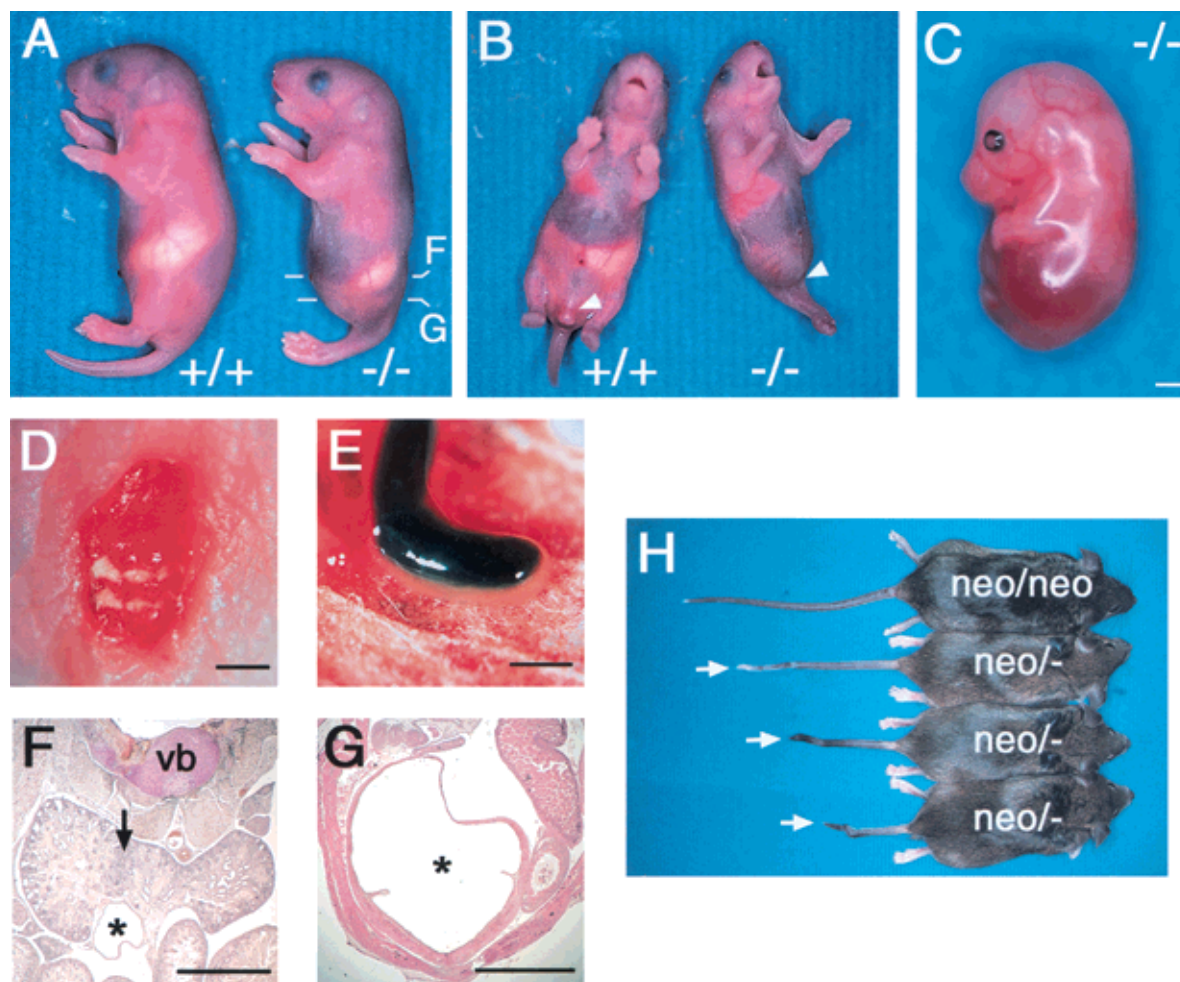 A
+/+
-/-
F
G
B
+/+
-/-
C
-/-
D
E
F
vb
*
G
*
H
neo/neo
neo/-
neo/-
neo/-